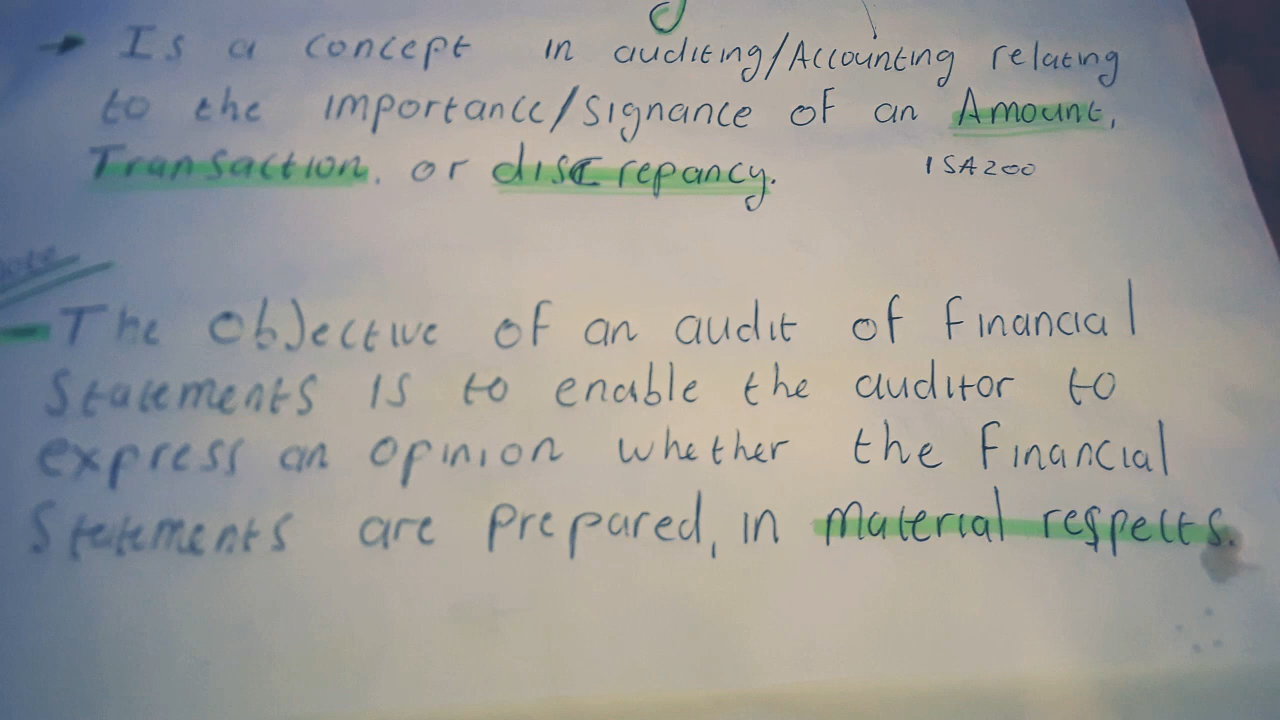 → Is a concept in auditing/Accounting relating
to the importance/Signance of an Amount,
Transaction. or discrepancy.
ISA200
Note
- The objective of an audit of financial
Statements is to enable the auditor to
express an opinion whether the financial
Statements are prepared, in material respects.